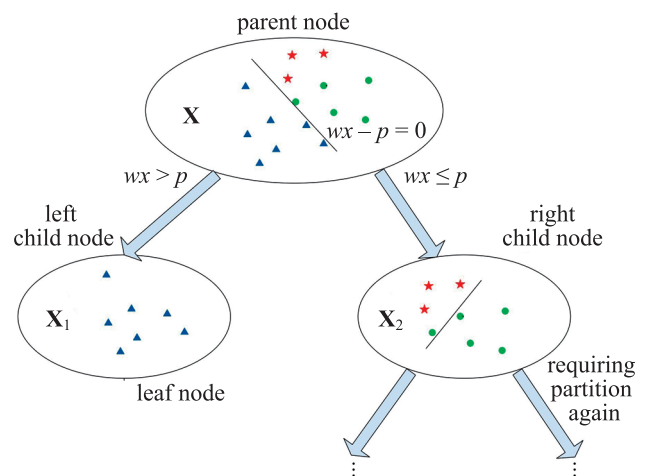 parent node
X
wx – p = 0
wx > p
wx ≤ p
left
child node
right
child node
X₁
X₂
leaf node
requiring
partition
again
⋮
⋮